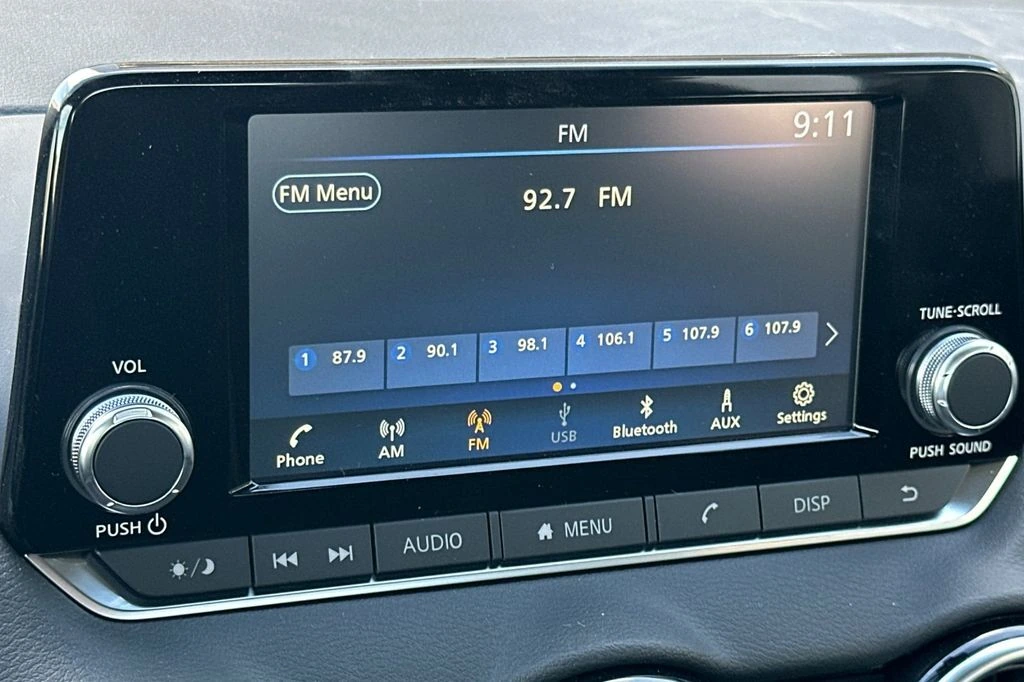 FM 9:11
FM Menu
92.7 FM
1 87.9 2 90.1 3 98.1 4 106.1 5 107.9 6 107.9
Phone AM FM USB Bluetooth AUX Settings
VOL
PUSH
TUNE·SCROLL
PUSH SOUND
AUDIO MENU DISP